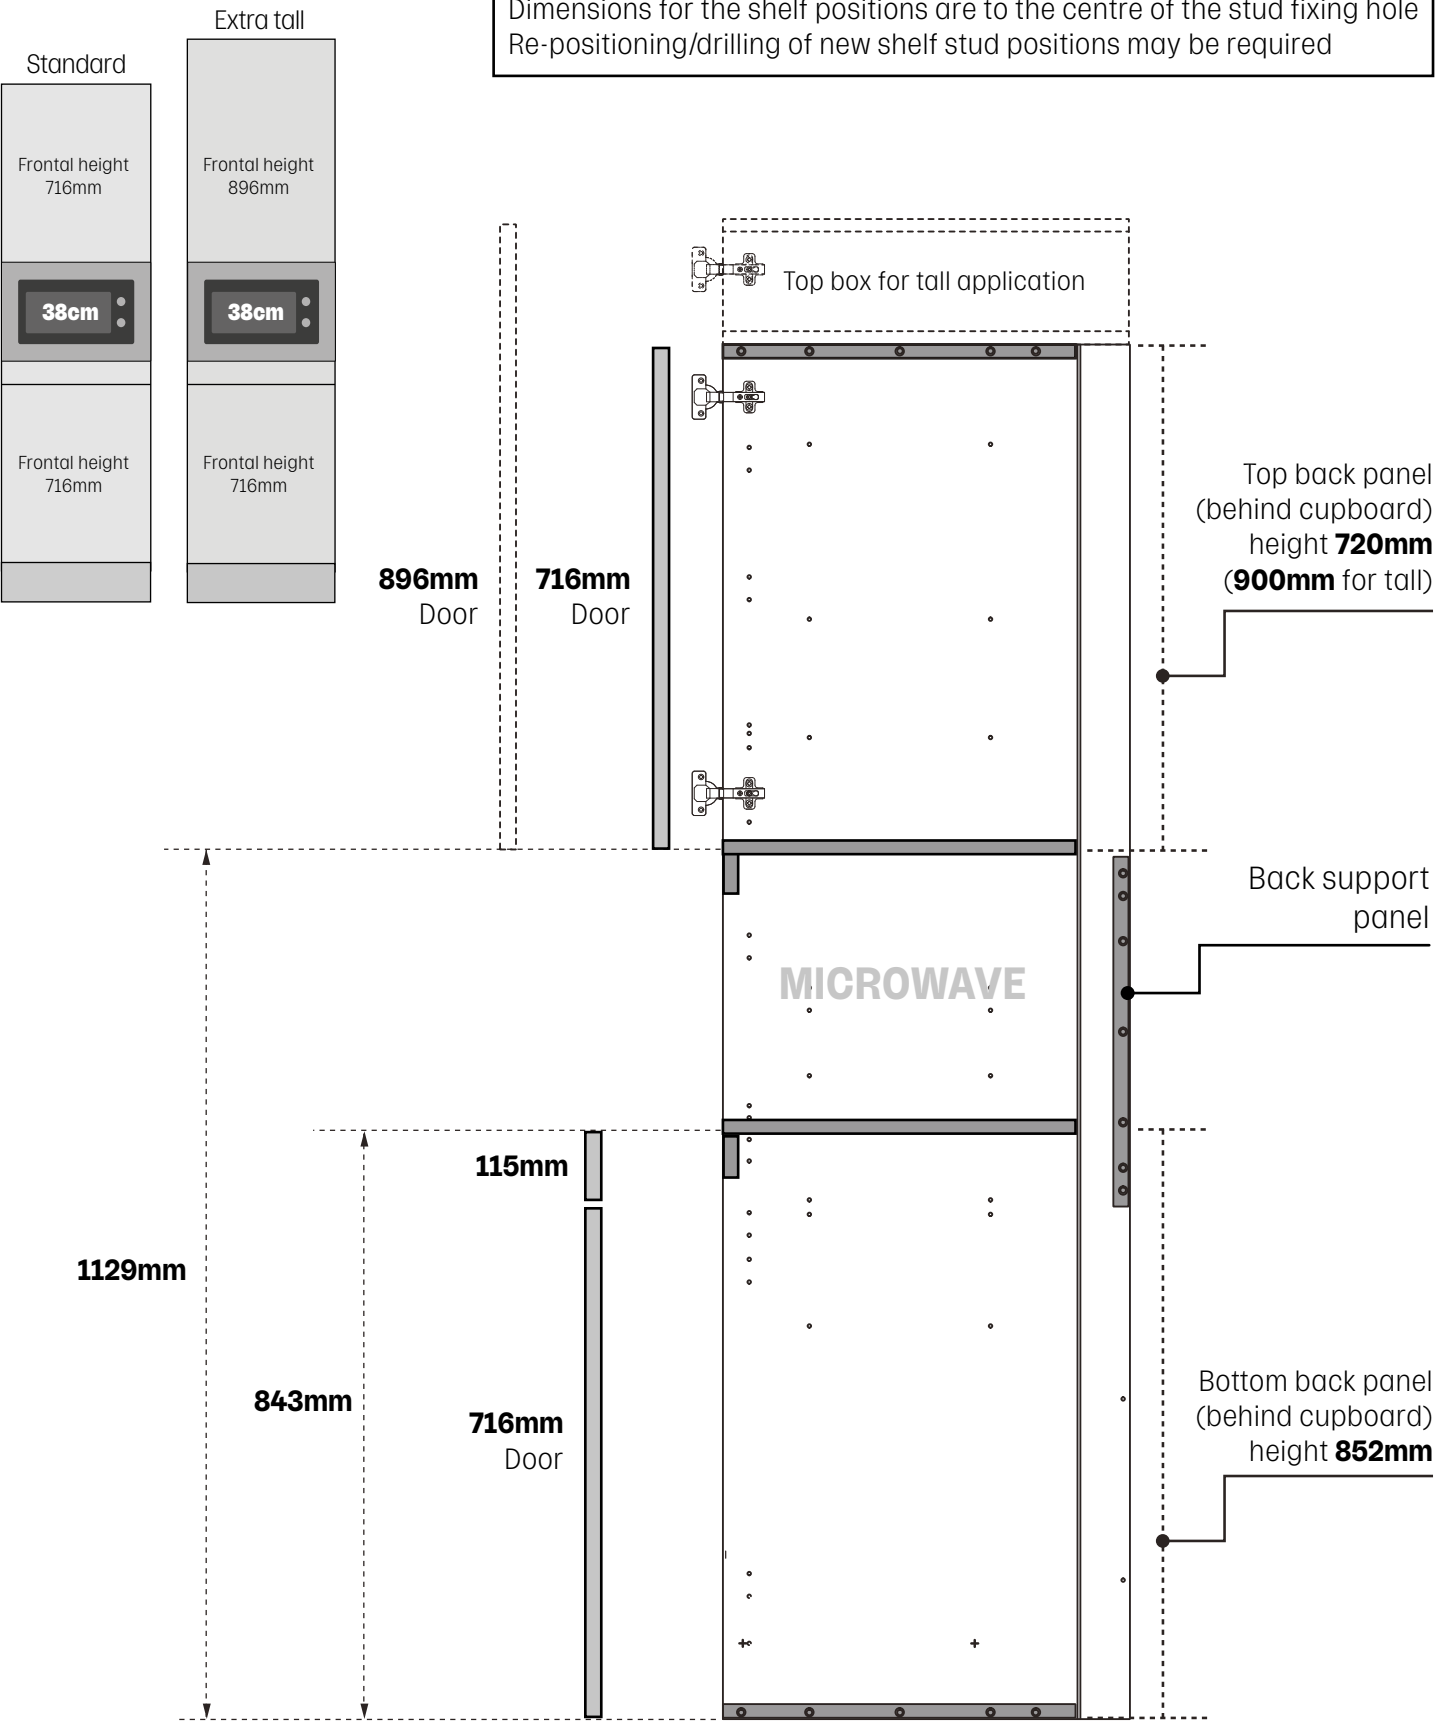 Dimensions for the shelf positions are to the centre of the stud fixing hole
Re-positioning/drilling of new shelf stud positions may be required
Standard
Extra tall
Frontal height
716mm
Frontal height
896mm
38cm
38cm
Frontal height
716mm
Frontal height
716mm
Top box for tall application
896mm
Door
716mm
Door
Top back panel
(behind cupboard)
height 720mm
(900mm for tall)
Back support
panel
MICROWAVE
115mm
1129mm
843mm
716mm
Door
Bottom back panel
(behind cupboard)
height 852mm